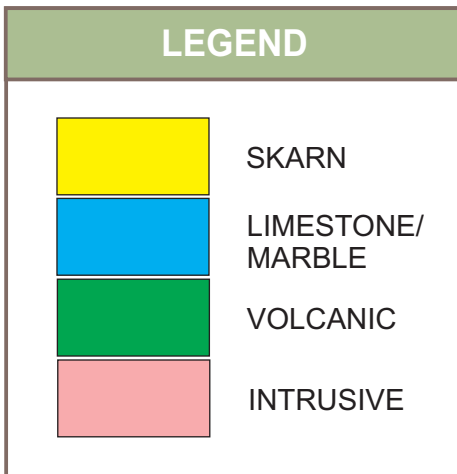 LEGEND
SKARN
LIMESTONE/
MARBLE
VOLCANIC
INTRUSIVE